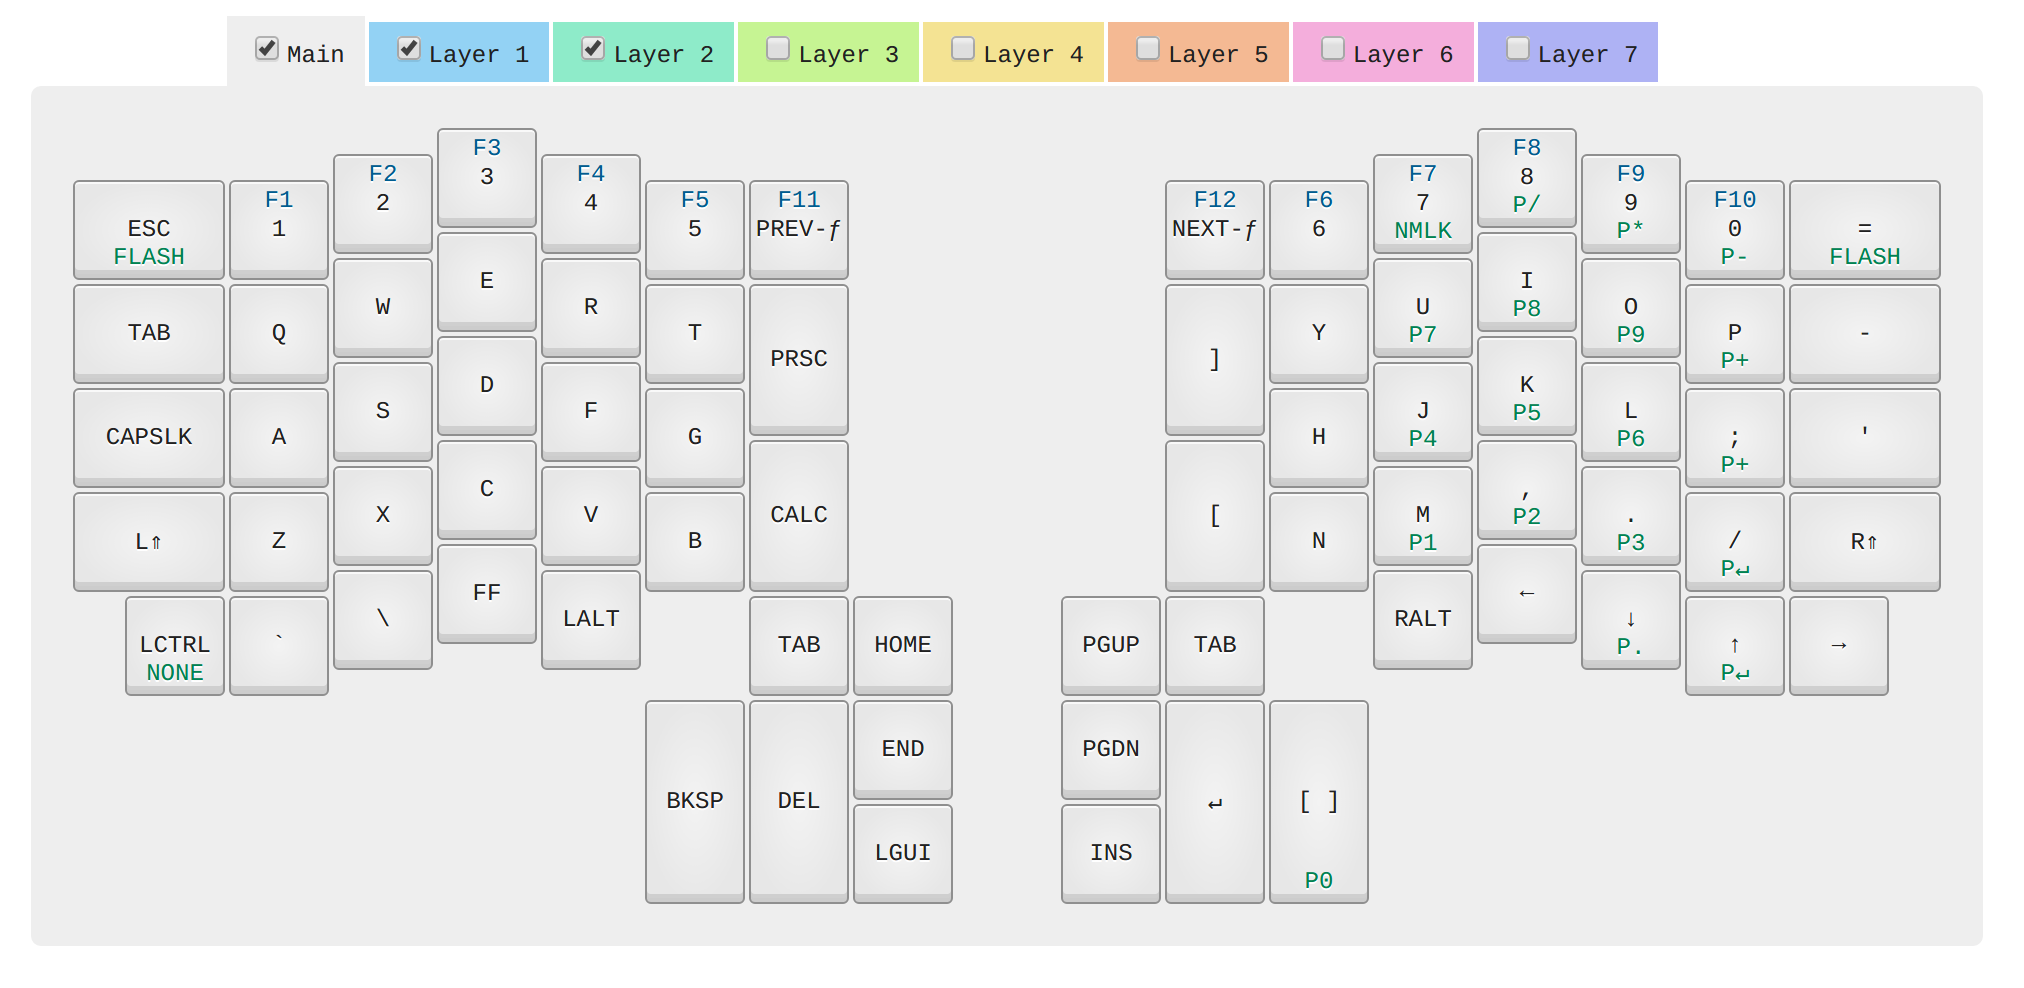 Main
Layer 1
Layer 2
Layer 3
Layer 4
Layer 5
Layer 6
Layer 7
ESC
FLASH
F1
1
F2
2
F3
3
F4
4
F5
5
F11
PREV-ƒ
F12
NEXT-ƒ
F6
6
F7
7
NMLK
F8
8
P/
F9
9
P*
F10
0
P-
=
FLASH
TAB
Q
W
E
R
T
PRSC
]
Y
U
P7
I
P8
O
P9
P
P+
-
CAPSLK
A
S
D
F
G
H
J
P4
K
P5
L
P6
;
P+
'
L⇑
Z
X
C
V
B
CALC
[
N
M
P1
,
P2
.
P3
/
P↵
R⇑
LCTRL
NONE
`
\
FF
LALT
TAB
HOME
PGUP
TAB
RALT
←
↓
P.
↑
P↵
→
BKSP
DEL
END
LGUI
PGDN
INS
↵
[ ]
P0